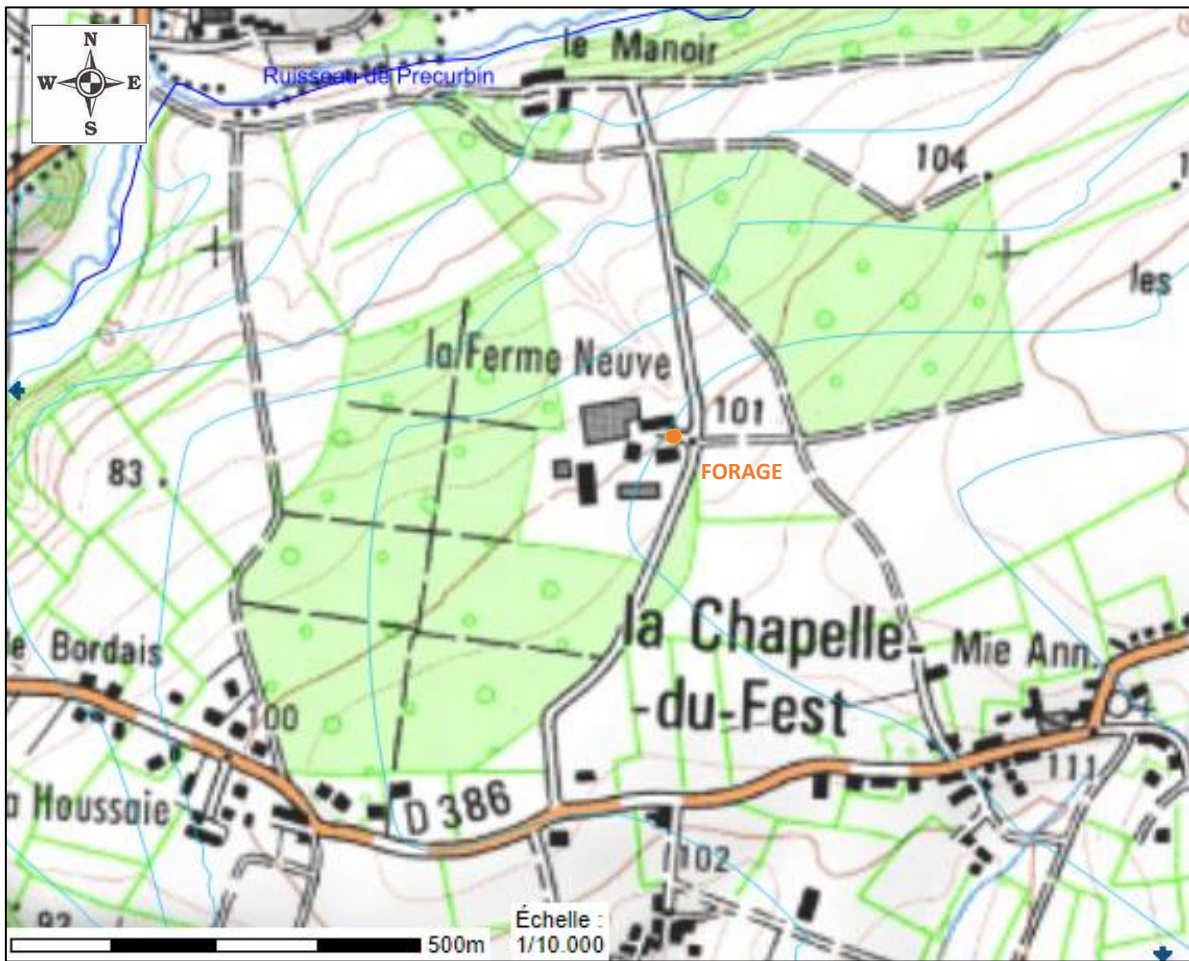 N
W E
S
le Manoir
Ruisseau de Precurbin
104
les
la Ferme Neuve
101
FORAGE
83
la Chapelle-
-du-Fest
Mie Ann.
Bordais
100
111
Houssaie
D 386
102
92
Échelle :
1/10.000
500m